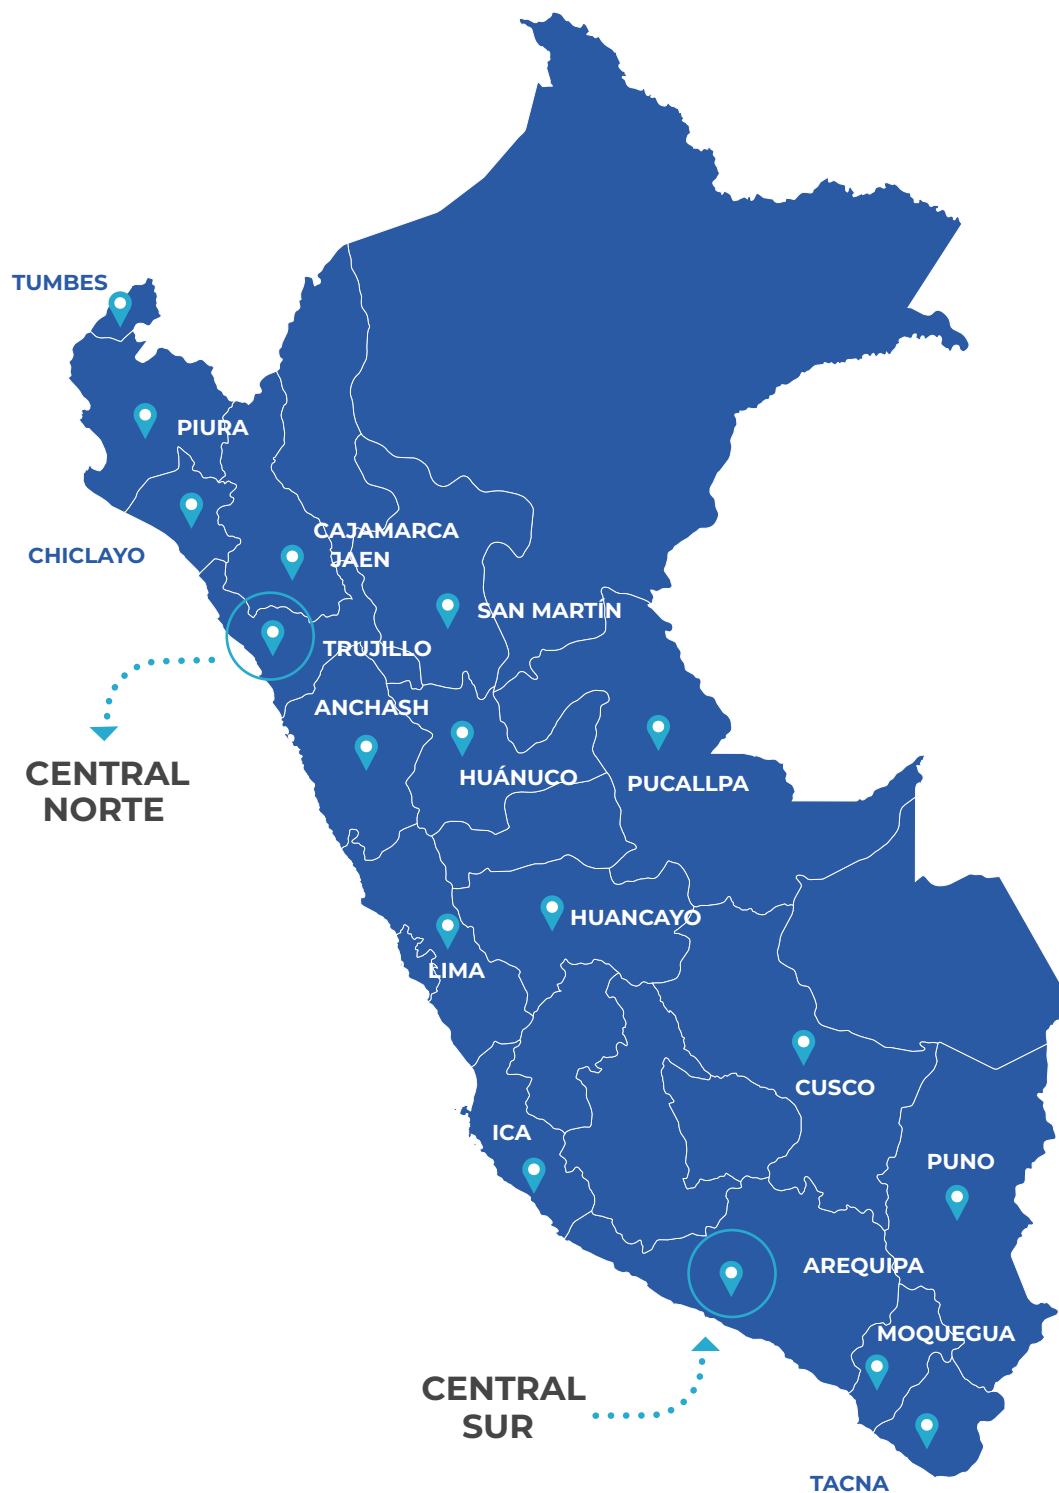 TUMBES
PIURA
CAJAMARCA
JAEN
CHICLAYO
SAN MARTÍN
TRUJILLO
ANCHASH
CENTRAL
NORTE
HUÁNUCO
PUCALLPA
HUANCAYO
LIMA
CUSCO
ICA
PUNO
AREQUIPA
MOQUEGUA
CENTRAL
SUR
TACNA